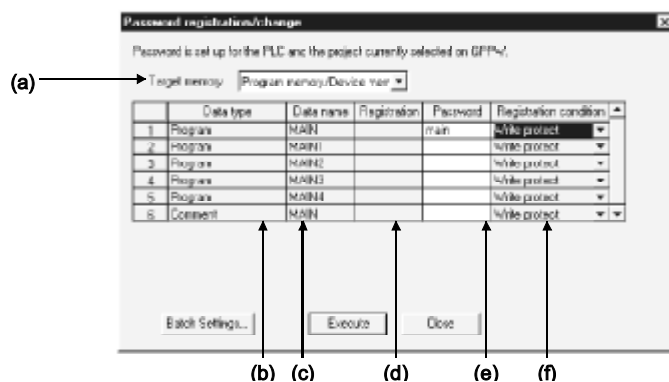 Password registration/change
Password is set up for the PLC and the project currently selected on GPPW.
(a)
Target memory Program memory/Device mem
Data type Data name Registration Password Registration condition
1 Program MAIN main Write protect
2 Program MAIN1 Write protect
3 Program MAIN2 Write protect
4 Program MAIN3 Write protect
5 Program MAIN4 Write protect
6 Comment MAIN Write protect
Batch Settings... Execute Close
(b) (c) (d) (e) (f)